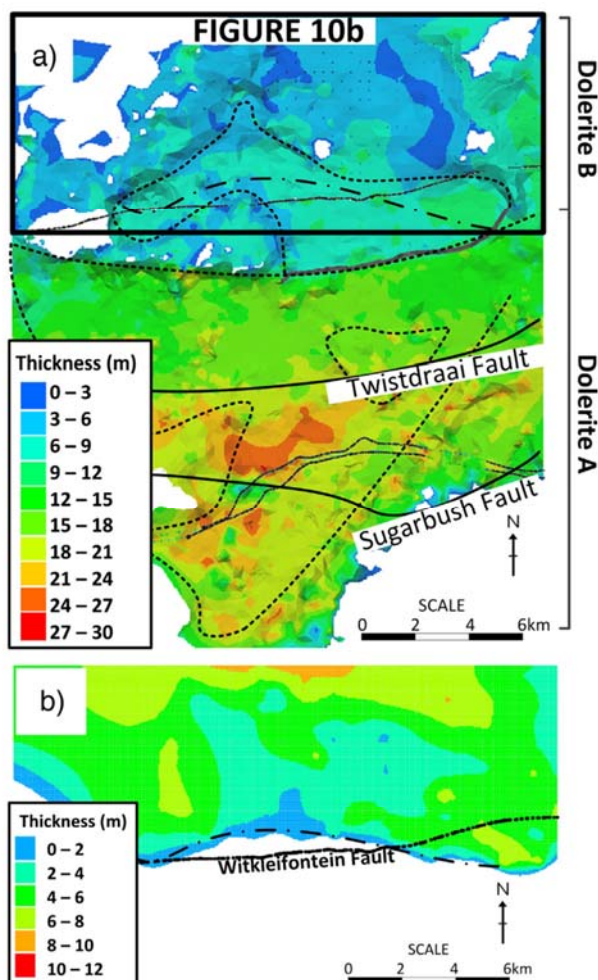 FIGURE 10b
a)
Dolerite B
Dolerite A
Thickness (m)
0 – 3
3 – 6
6 – 9
9 – 12
12 – 15
15 – 18
18 – 21
21 – 24
24 – 27
27 – 30
Twistdraai Fault
Sugarbush Fault
N
SCALE
0 2 4 6km
b)
Thickness (m)
0 – 2
2 – 4
4 – 6
6 – 8
8 – 10
10 – 12
Witkleifontein Fault
N
SCALE
0 2 4 6km